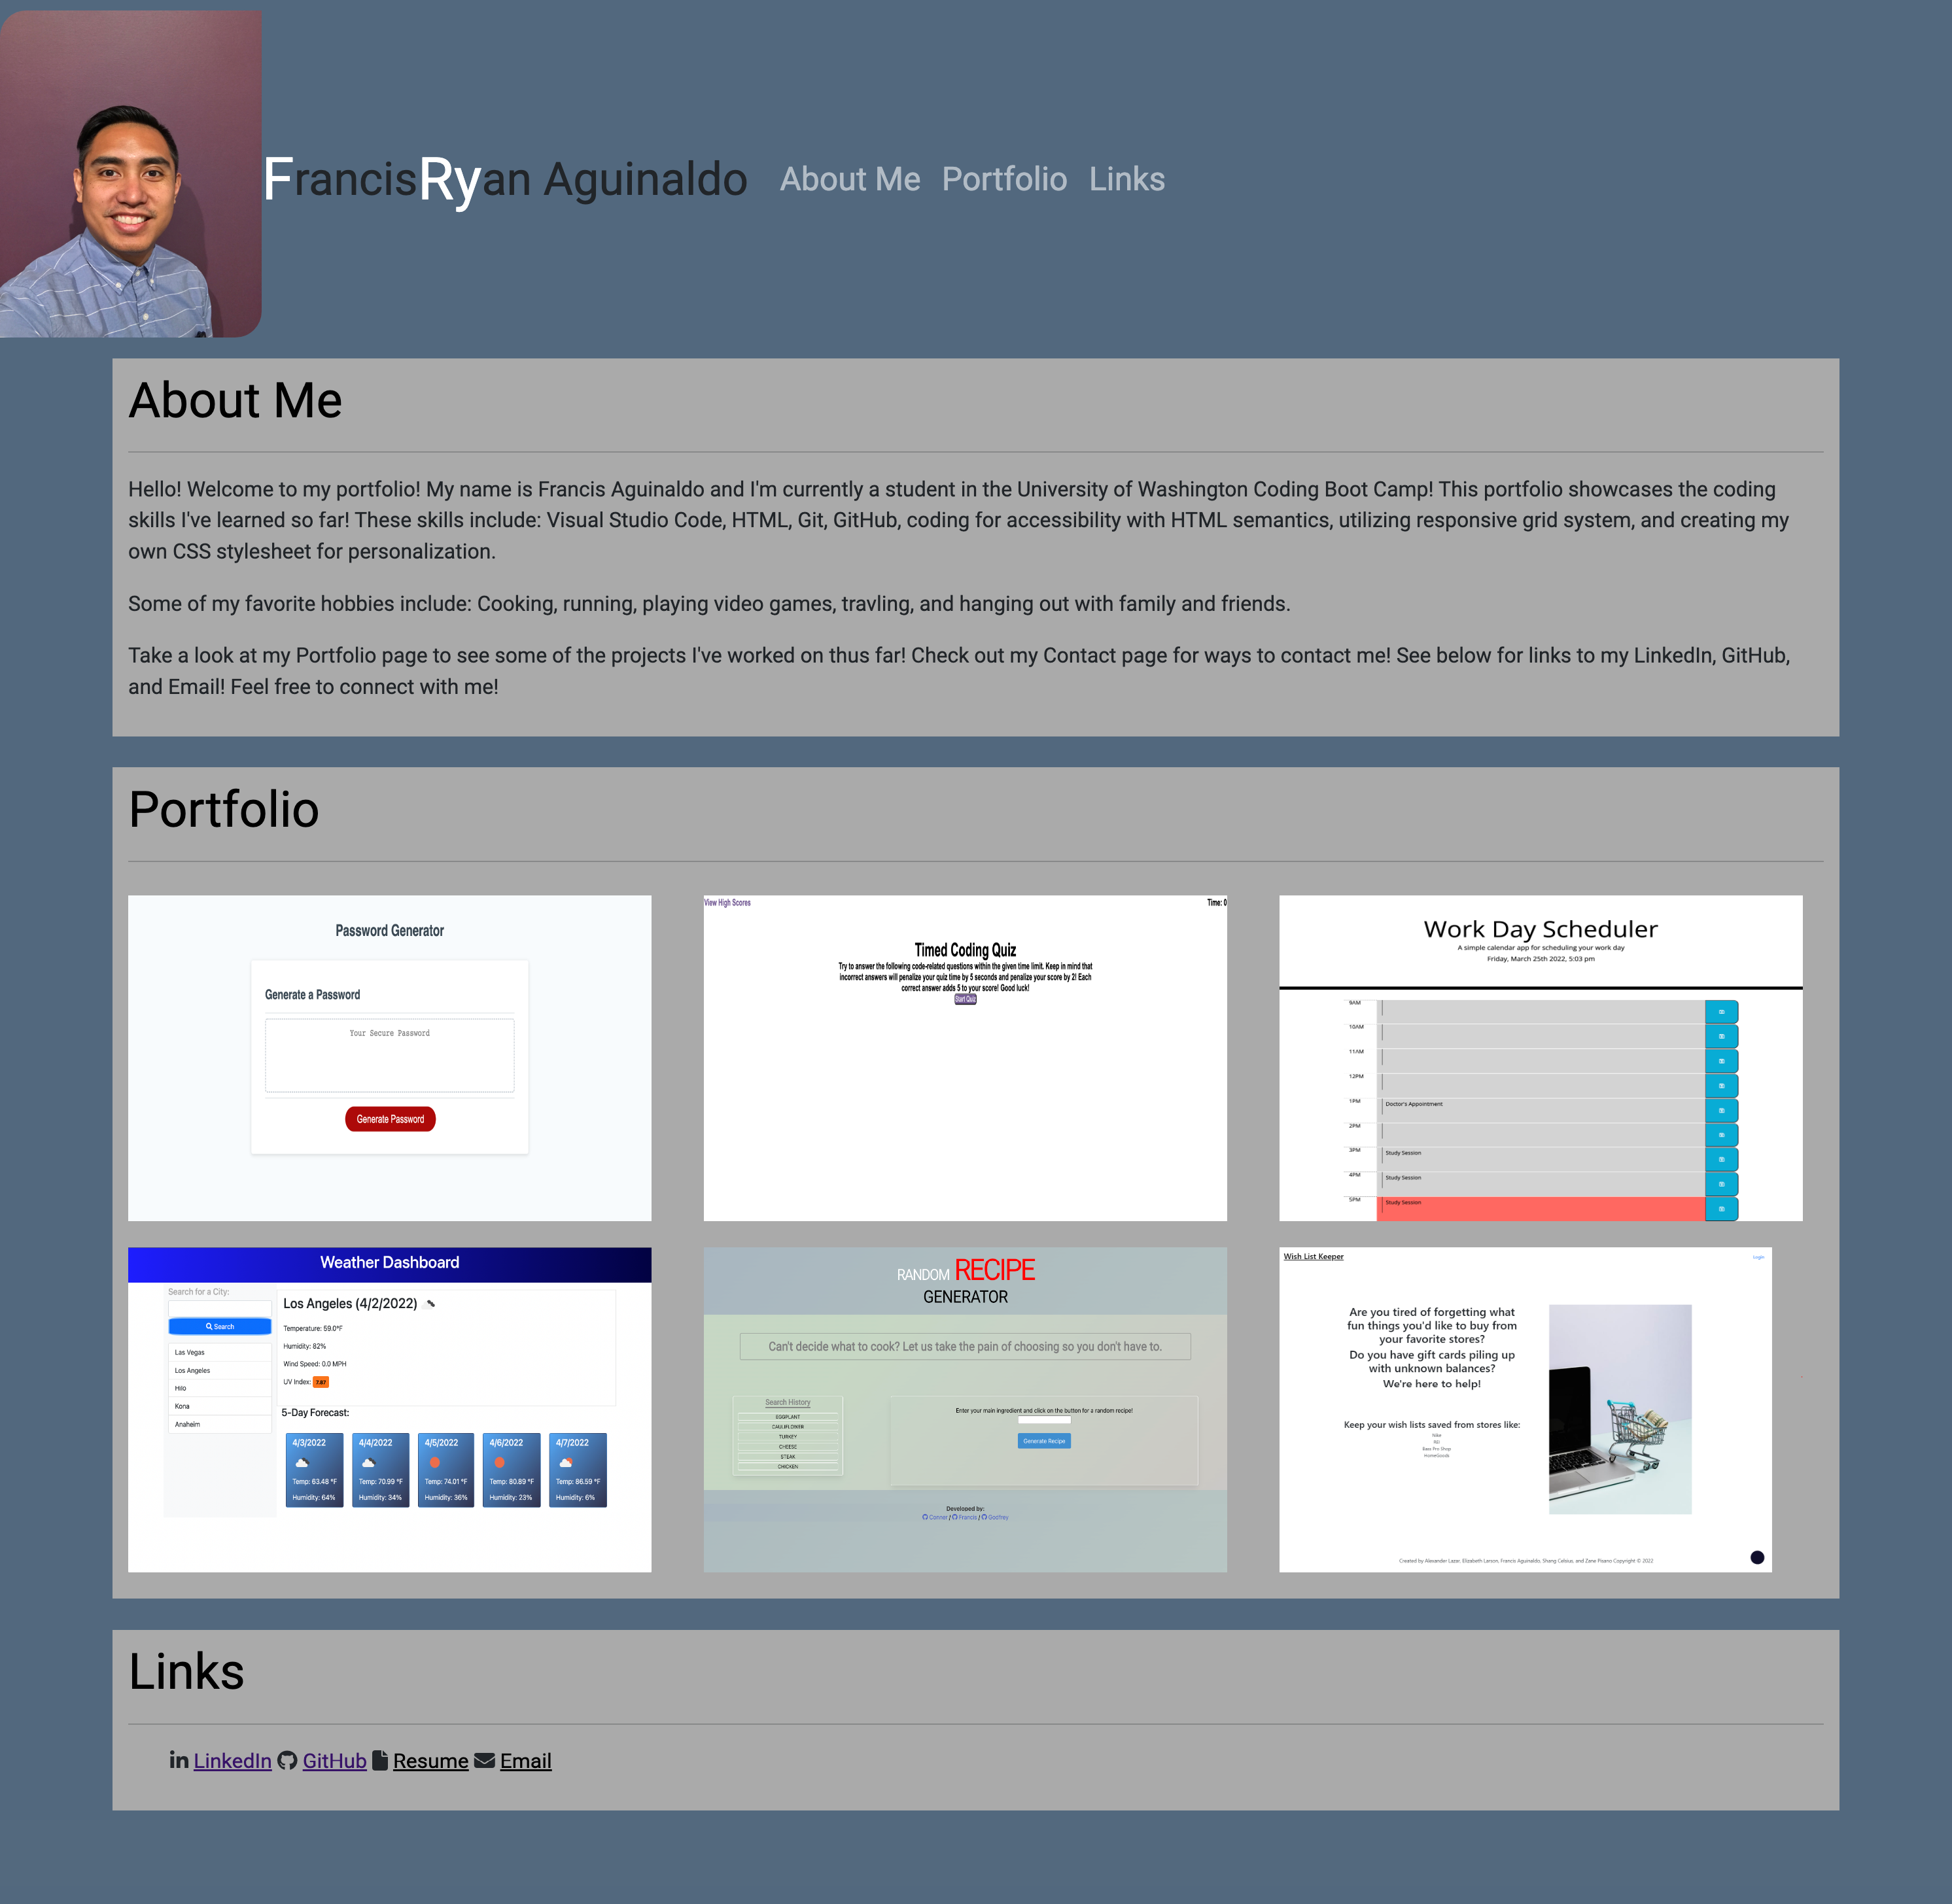 FrancisRyan Aguinaldo
About Me Portfolio Links
About Me
Hello! Welcome to my portfolio! My name is Francis Aguinaldo and I'm currently a student in the University of Washington Coding Boot Camp! This portfolio showcases the coding
skills I've learned so far! These skills include: Visual Studio Code, HTML, Git, GitHub, coding for accessibility with HTML semantics, utilizing responsive grid system, and creating my
own CSS stylesheet for personalization.
Some of my favorite hobbies include: Cooking, running, playing video games, travling, and hanging out with family and friends.
Take a look at my Portfolio page to see some of the projects I've worked on thus far! Check out my Contact page for ways to contact me! See below for links to my LinkedIn, GitHub,
and Email! Feel free to connect with me!
Portfolio
Password Generator
Generate a Password
Your Secure Password
Generate Password
View High Scores
Time: 0
Timed Coding Quiz
Try to answer the following code-related questions within the given time limit. Keep in mind that
incorrect answers will penalize your quiz time by 5 seconds and penalize your score by 2! Each
correct answer adds 5 to your score! Good luck!
Start Quiz
Work Day Scheduler
A simple calendar app for scheduling your work day
Friday, March 25th 2022, 5:03 pm
9AM
10AM
11AM
12PM
1PM Doctor's Appointment
2PM
3PM Study Session
4PM Study Session
5PM Study Session
Weather Dashboard
Search for a City:
Search
Las Vegas
Los Angeles
Hilo
Kona
Anaheim
Los Angeles (4/2/2022)
Temperature: 59.0°F
Humidity: 82%
Wind Speed: 0.0 MPH
UV Index: 7.67
5-Day Forecast:
4/3/2022 4/4/2022 4/5/2022 4/6/2022 4/7/2022
Temp: 63.48 °F Temp: 70.99 °F Temp: 74.01 °F Temp: 80.89 °F Temp: 86.59 °F
Humidity: 64% Humidity: 34% Humidity: 36% Humidity: 23% Humidity: 6%
RANDOM RECIPE
GENERATOR
Can't decide what to cook? Let us take the pain of choosing so you don't have to.
Search History
EGGPLANT
CAULIFLOWER
TURKEY
CHEESE
STEAK
CHICKEN
Enter your main ingredient and click on the button for a random recipe!
Generate Recipe
Developed by:
Conner / Francis / Godfrey
Wish List Keeper
Login
Are you tired of forgetting what
fun things you'd like to buy from
your favorite stores?
Do you have gift cards piling up
with unknown balances?
We're here to help!
Keep your wish lists saved from stores like:
Nike
REI
Bass Pro Shop
HomeGoods
Created by Alexander Lazar, Elizabeth Larson, Francis Aguinaldo, Shang Celsius, and Zane Pisano Copyright © 2022
Links
LinkedIn GitHub Resume Email